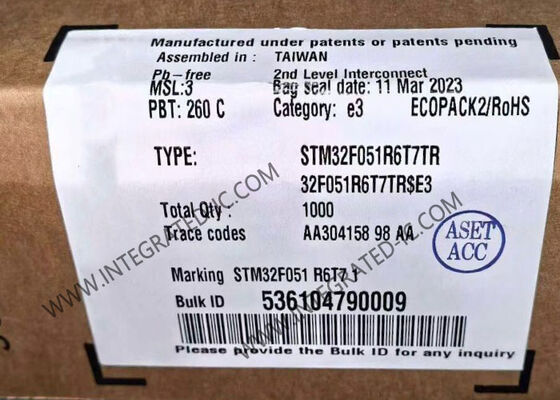 Manufactured under patents or patents pending
Assembled in : TAIWAN
Pb-free 2nd Level Interconnect
MSL:3 Bag seal date: 11 Mar 2023
PBT: 260 C Category: e3 ECOPACK2/RoHS
TYPE: STM32F051R6T7TR
32F051R6T7TR$E3
Total Qty : 1000
Trace codes AA304158 98 AA
ASET
ACC
Marking STM32F051 R6T7 Y
Bulk ID 536104790009
Please provide the Bulk ID for any inquiry
WWW.INTEGRATED-IC.COM
WWW.INTEGRATED-IC.COM